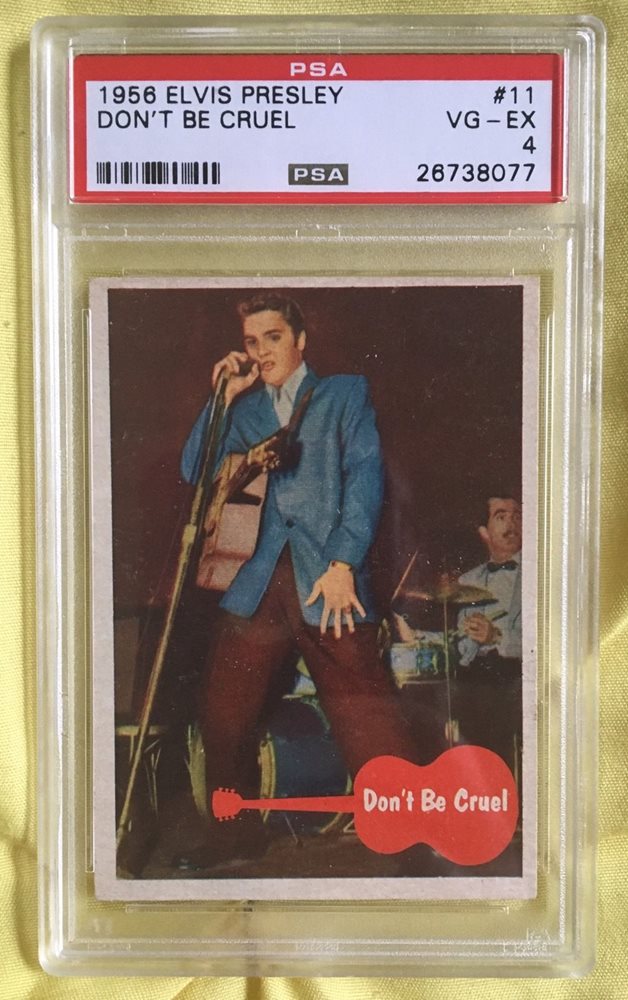 PSA
1956 ELVIS PRESLEY #11
DON'T BE CRUEL VG-EX
4
PSA 26738077
Don't Be Cruel